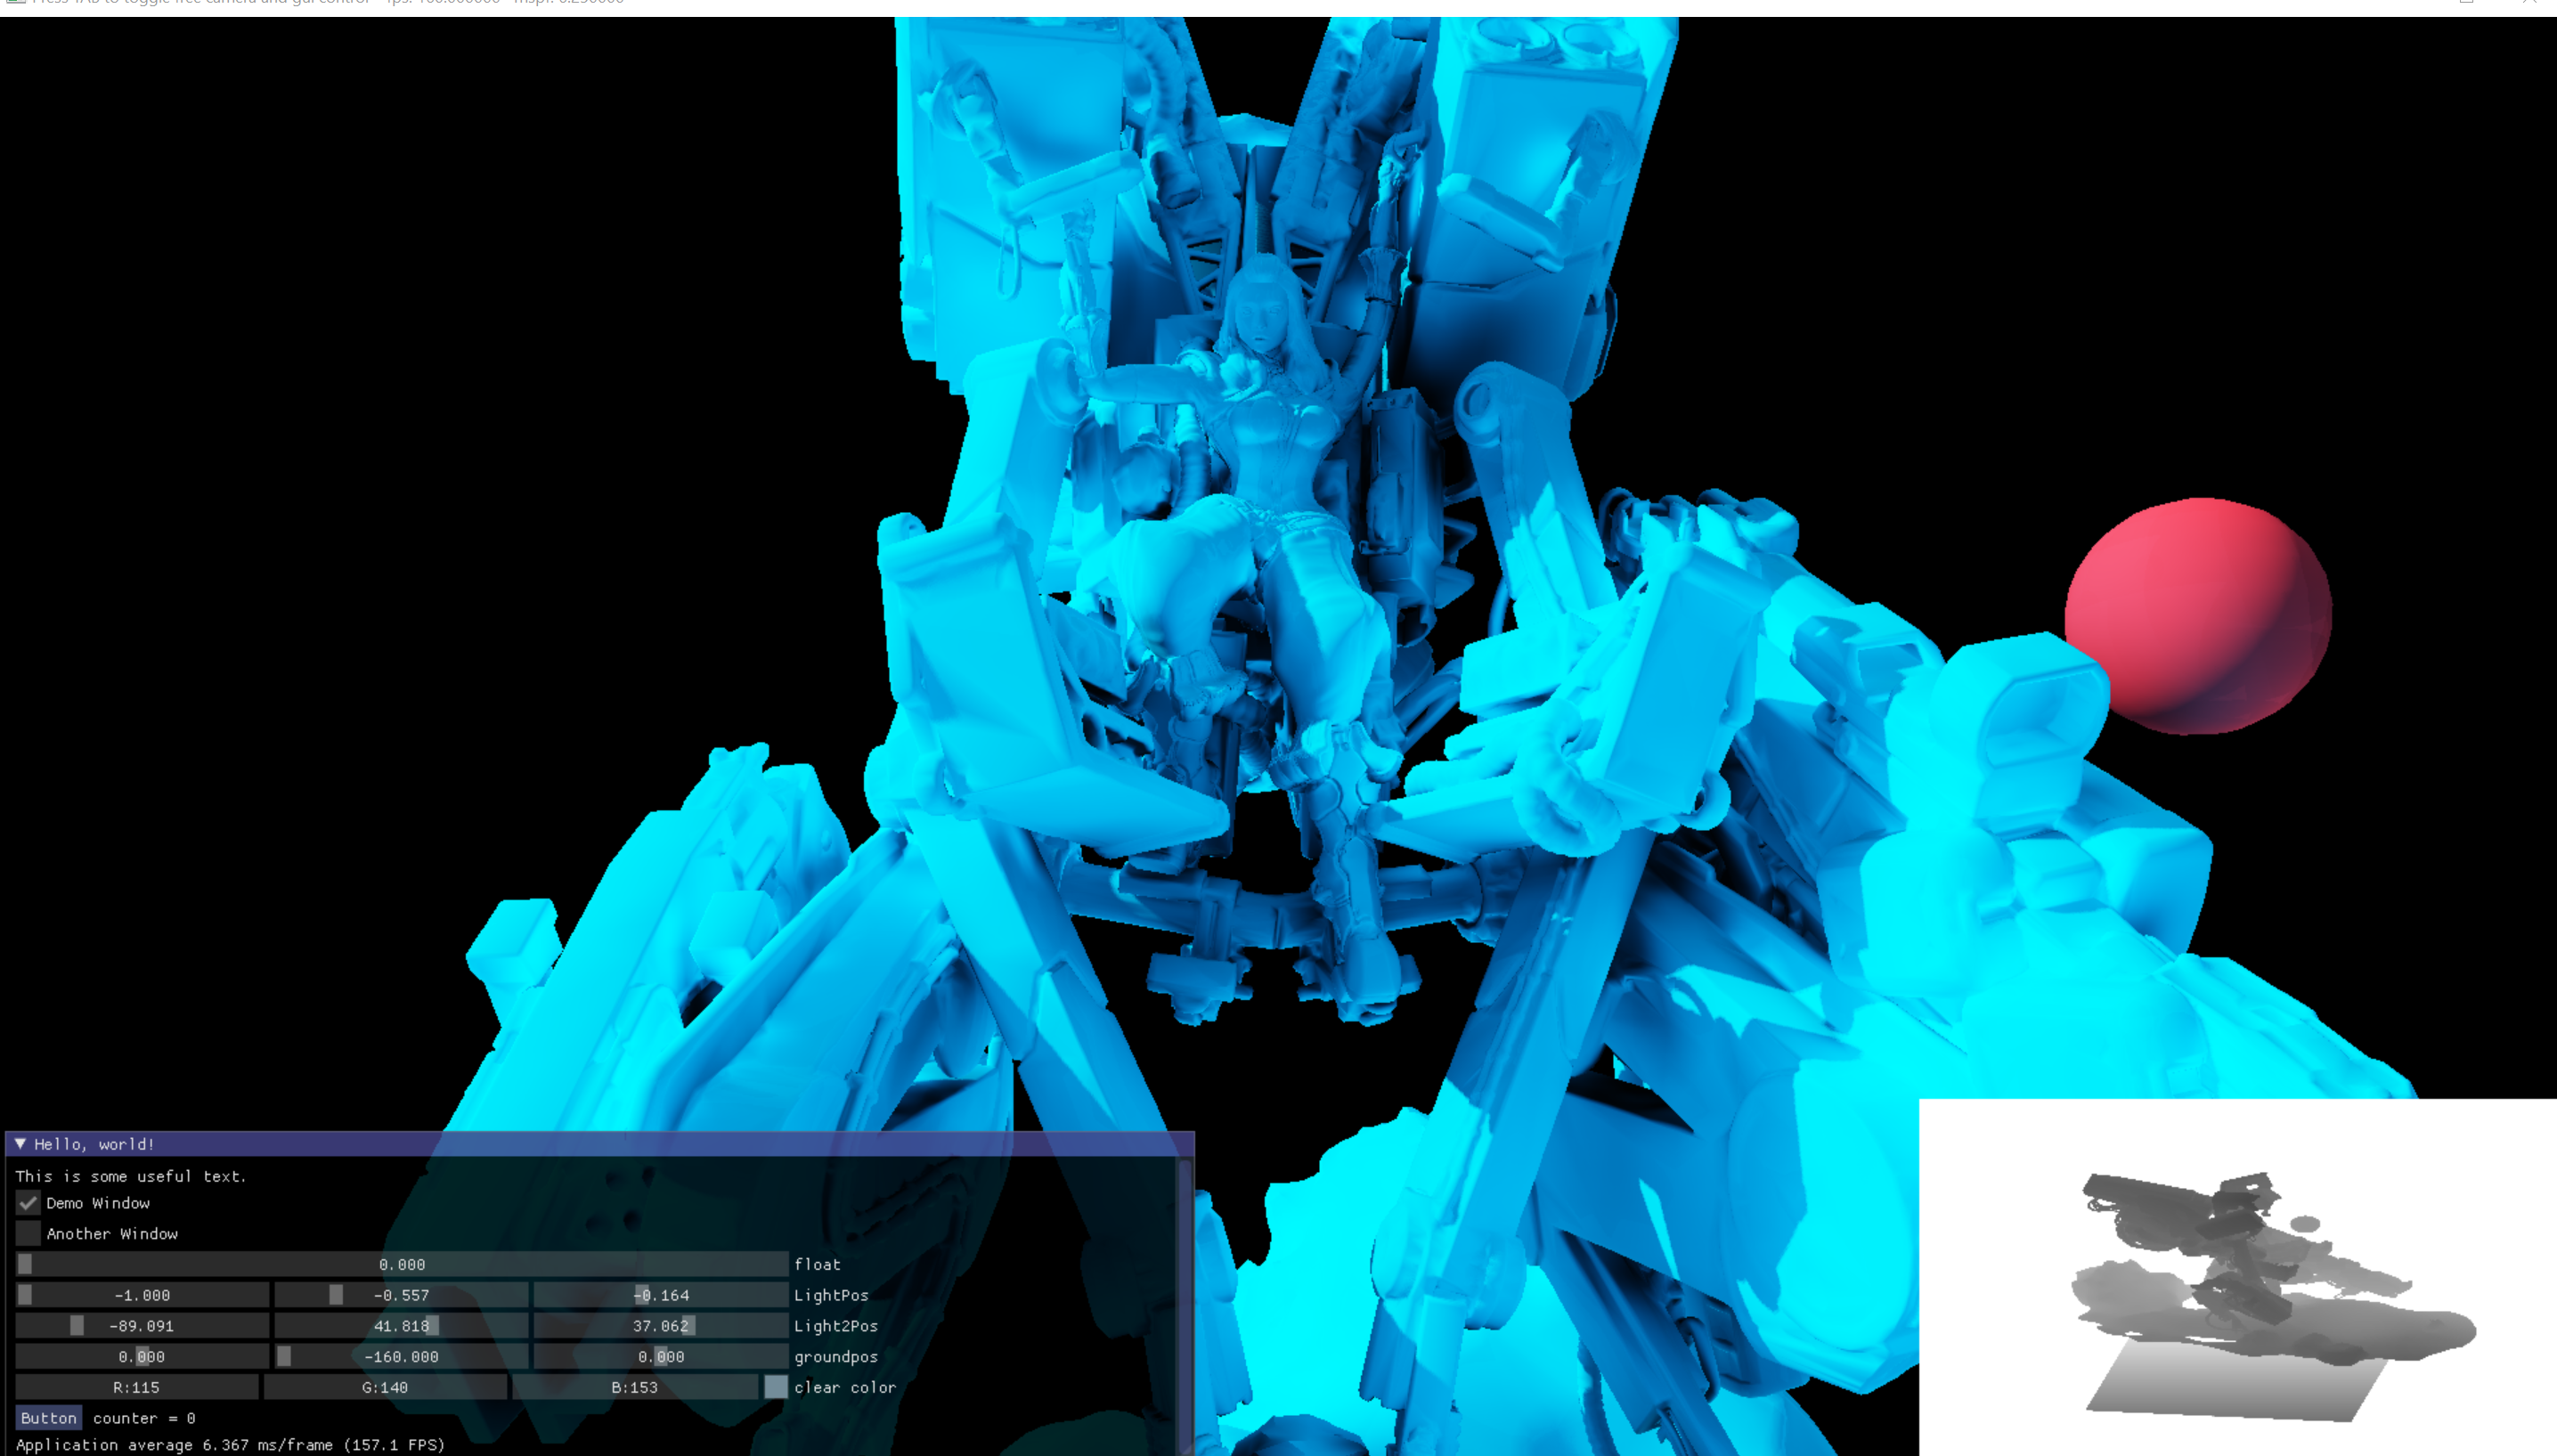 Hello, world!
This is some useful text.
Demo Window
Another Window
0.000 float
-1.000 -0.557 -0.164 LightPos
-89.091 41.818 37.062 Light2Pos
0.000 -160.000 0.000 groundpos
R:115 G:140 B:153 clear color
Button counter = 0
Application average 6.367 ms/frame (157.1 FPS)